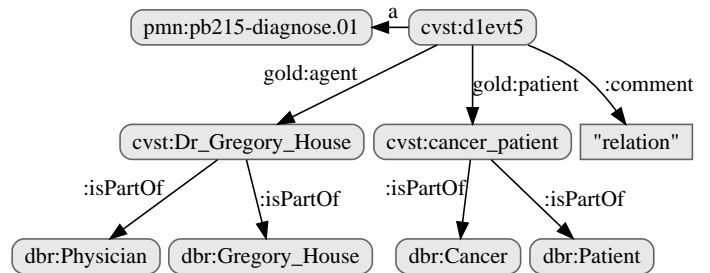 pmn:pb215-diagnose.01
a
cvst:d1evt5
gold:agent
gold:patient
:comment
cvst:Dr_Gregory_House
cvst:cancer_patient
"relation"
:isPartOf
:isPartOf
:isPartOf
:isPartOf
dbr:Physician
dbr:Gregory_House
dbr:Cancer
dbr:Patient